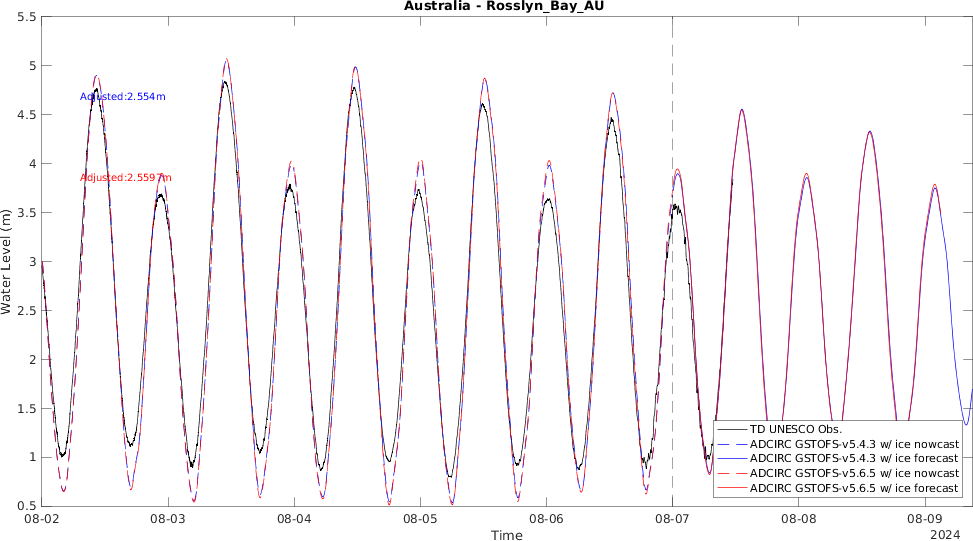 Australia - Rosslyn_Bay_AU
5.5
5
4.5
4
3.5
3
2.5
2
1.5
1
0.5
Water Level (m)
Adjusted:2.554m
Adjusted:2.5597m
TD UNESCO Obs.
ADCIRC GSTOFS-v5.4.3 w/ ice nowcast
ADCIRC GSTOFS-v5.4.3 w/ ice forecast
ADCIRC GSTOFS-v5.6.5 w/ ice nowcast
ADCIRC GSTOFS-v5.6.5 w/ ice forecast
08-02 08-03 08-04 08-05 08-06 08-07 08-08 08-09
Time
2024